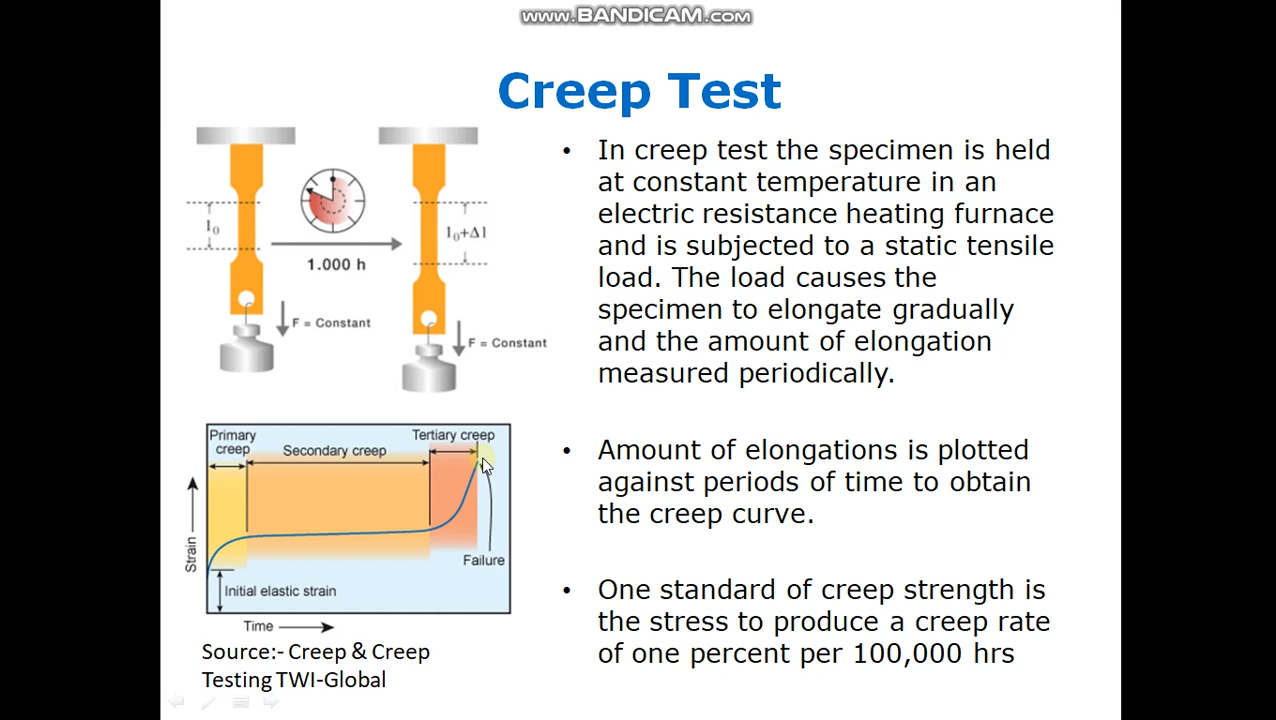 www.BANDICAM.com
Creep Test
l₀
1.000 h
l₀+Δl
F = Constant
F = Constant
• In creep test the specimen is held
at constant temperature in an
electric resistance heating furnace
and is subjected to a static tensile
load. The load causes the
specimen to elongate gradually
and the amount of elongation
measured periodically.
• Amount of elongations is plotted
against periods of time to obtain
the creep curve.
• One standard of creep strength is
the stress to produce a creep rate
of one percent per 100,000 hrs
Primary
creep
Secondary creep
Tertiary creep
Strain
Failure
Initial elastic strain
Time
Source:- Creep & Creep
Testing TWI-Global